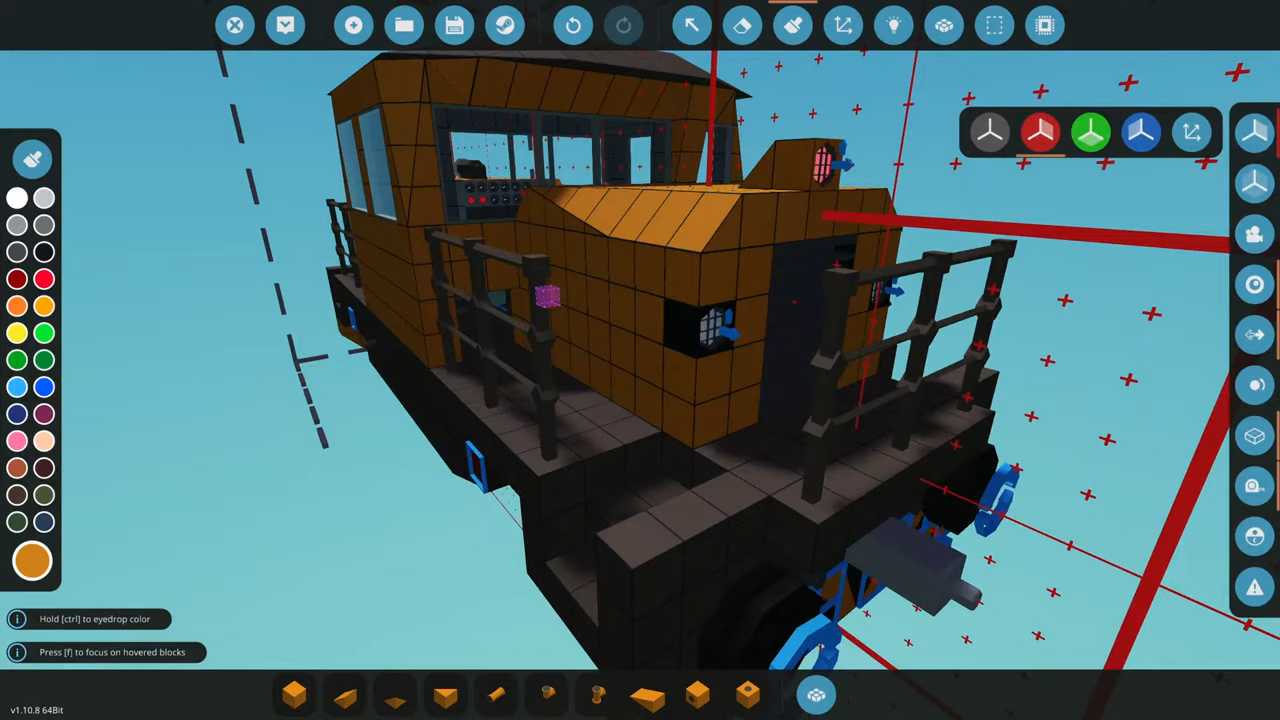 Hold [ctrl] to eyedrop color
Press [f] to focus on hovered blocks
v1.10.8 64Bit